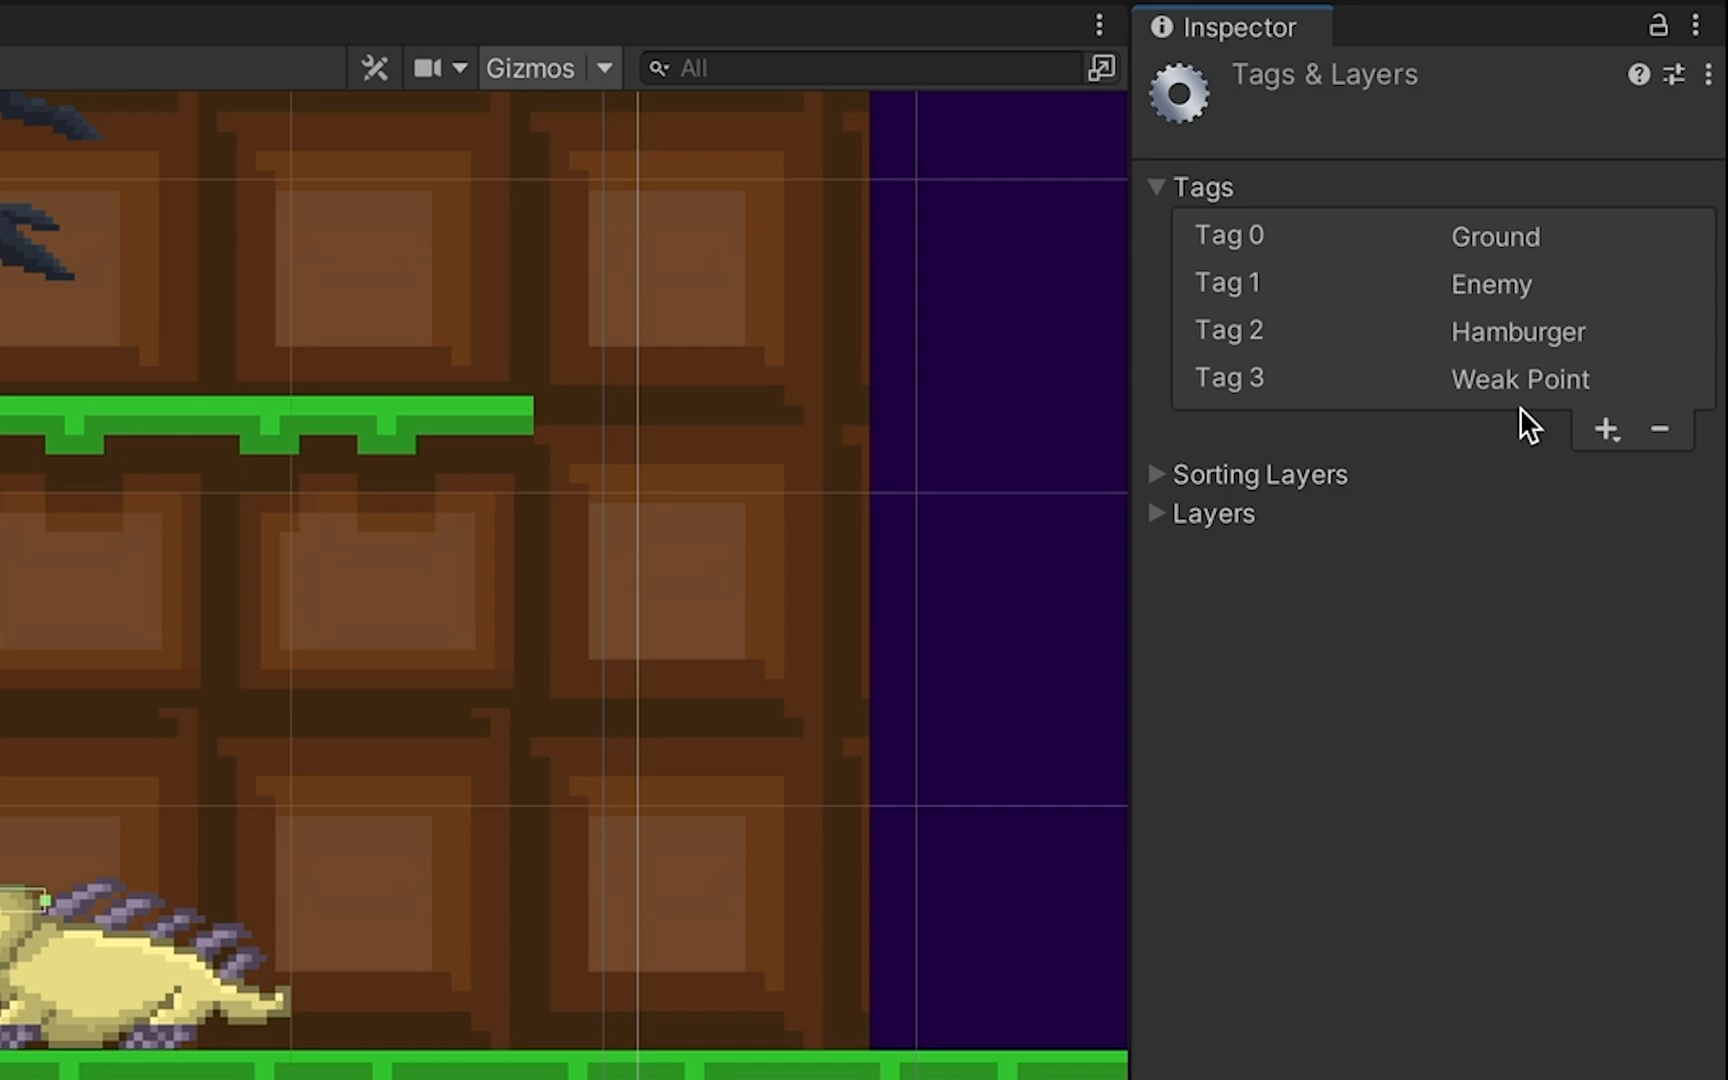 Inspector
Gizmos
All
Tags & Layers
Tags
Tag 0 Ground
Tag 1 Enemy
Tag 2 Hamburger
Tag 3 Weak Point
Sorting Layers
Layers